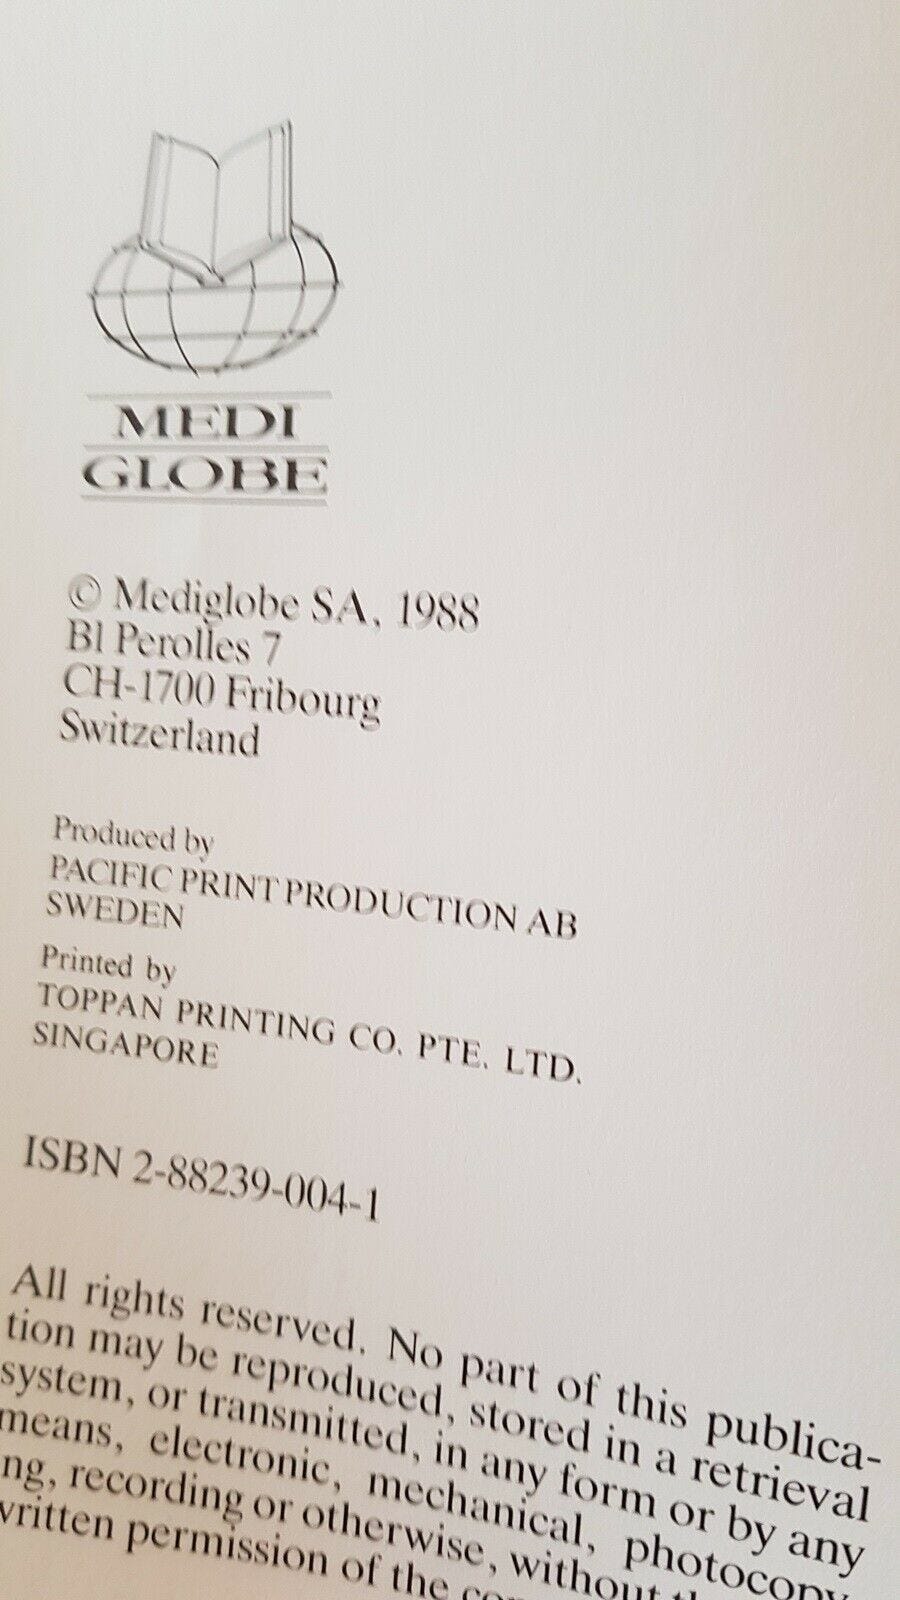 MEDI
GLOBE
© Mediglobe SA, 1988
Bl Perolles 7
CH-1700 Fribourg
Switzerland
Produced by
PACIFIC PRINT PRODUCTION AB
SWEDEN
Printed by
TOPPAN PRINTING CO. PTE. LTD.
SINGAPORE
ISBN 2-88239-004-1
All rights reserved. No part of this publica-
tion may be reproduced, stored in a retrieval
system, or transmitted, in any form or by any
means, electronic, mechanical, photocopy-
ng, recording or otherwise, without
written permission of the